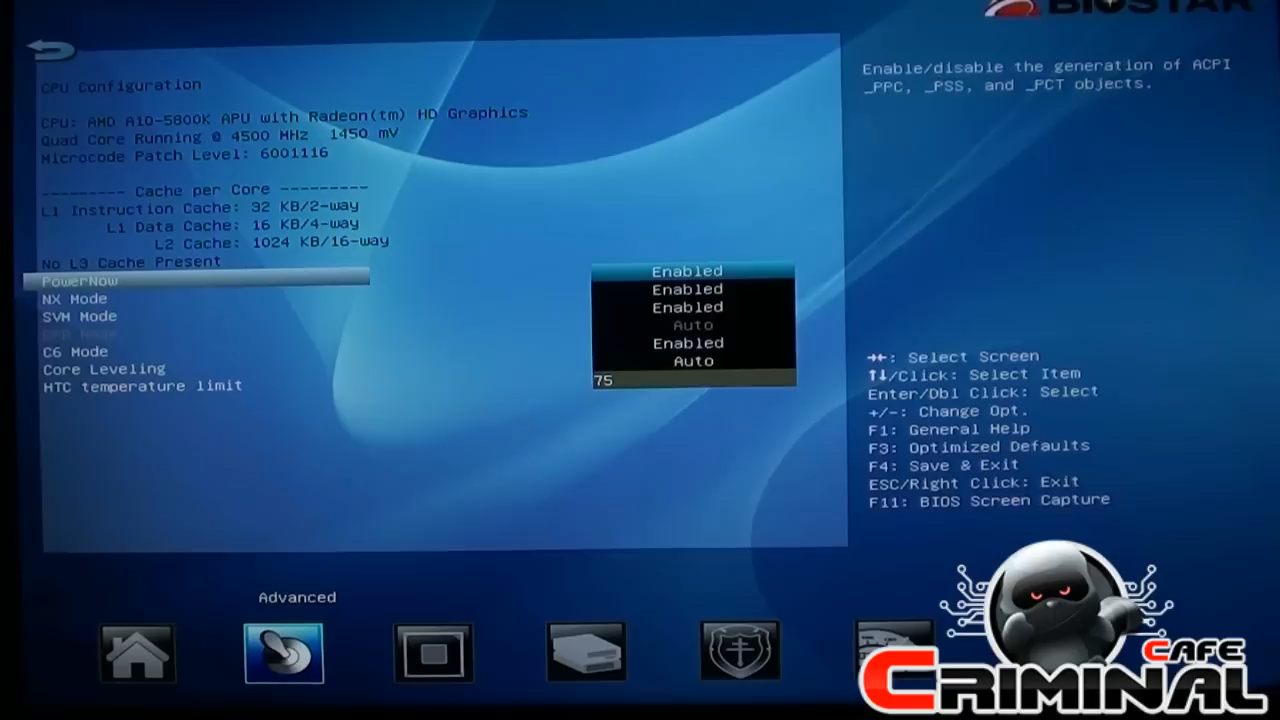 BIOSTAR
CPU Configuration
CPU: AMD A10-5800K APU with Radeon(tm) HD Graphics
Quad Core Running @ 4500 MHz 1450 mV
Microcode Patch Level: 6001116
--------- Cache per Core ---------
L1 Instruction Cache: 32 KB/2-way
L1 Data Cache: 16 KB/4-way
L2 Cache: 1024 KB/16-way
No L3 Cache Present
PowerNow Enabled
NX Mode Enabled
SVM Mode Enabled
Auto
C6 Mode Enabled
Core Leveling Auto
HTC temperature limit 75
Enable/disable the generation of ACPI
_PPC, _PSS, and _PCT objects.
→←: Select Screen
↑↓/Click: Select Item
Enter/Dbl Click: Select
+/-: Change Opt.
F1: General Help
F3: Optimized Defaults
F4: Save & Exit
ESC/Right Click: Exit
F11: BIOS Screen Capture
Advanced
CAFE
CRIMINAL